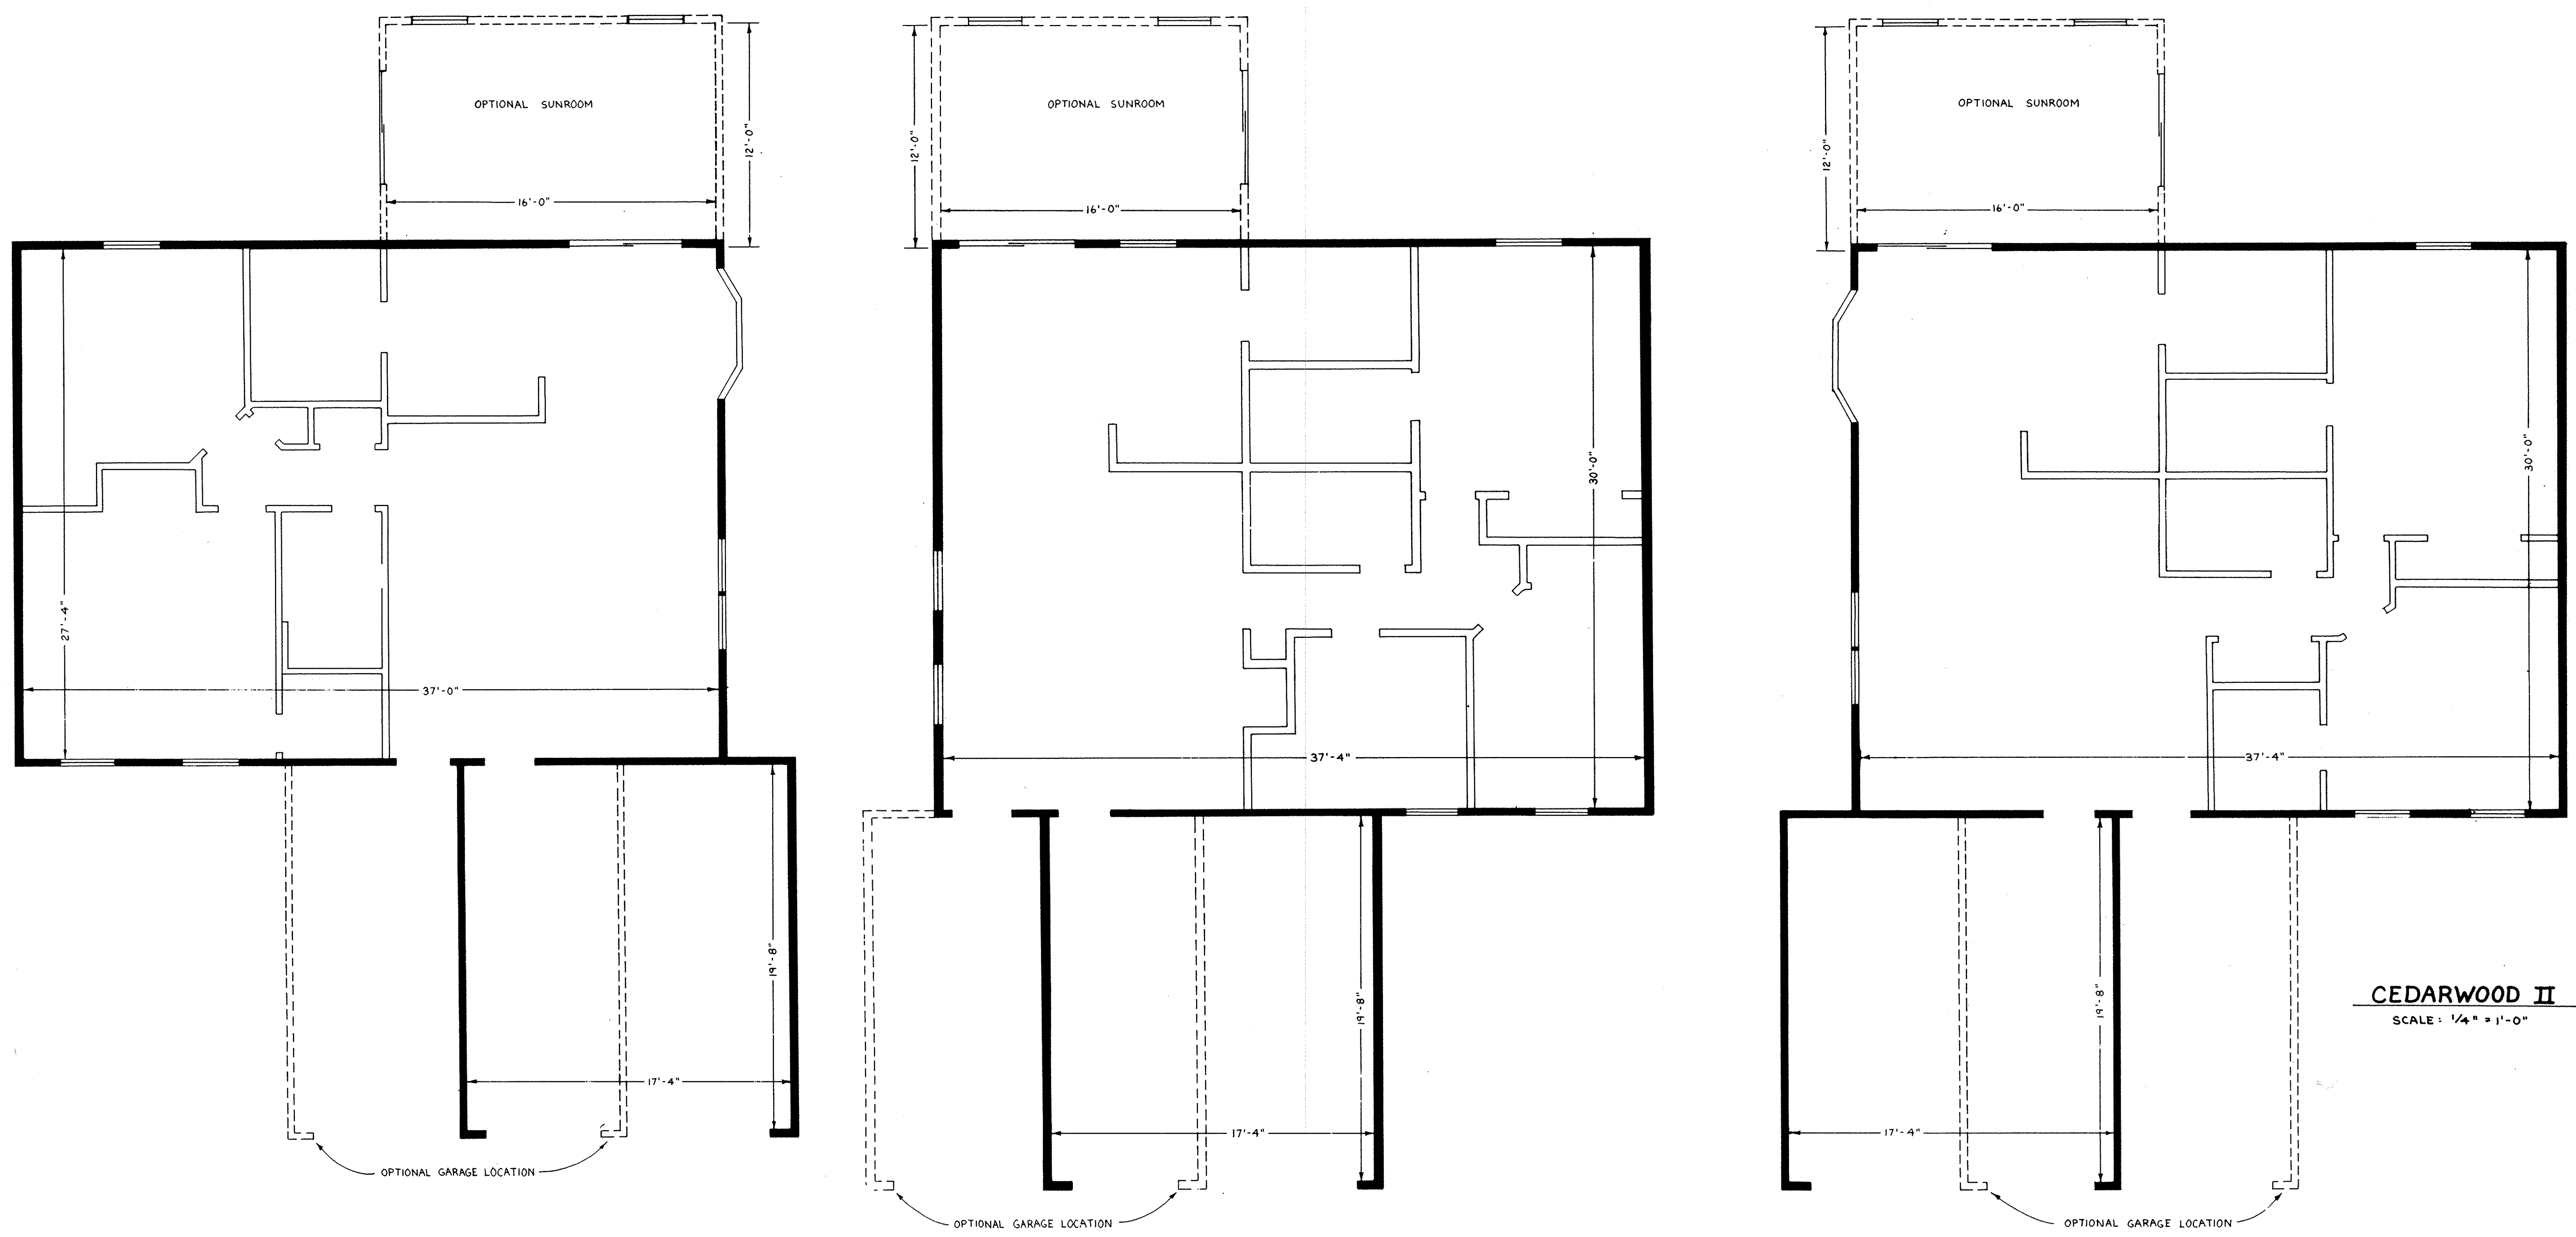 OPTIONAL SUNROOM
12'-0"
16'-0"
27'-4"
37'-0"
19'-8"
17'-4"
OPTIONAL GARAGE LOCATION
OPTIONAL SUNROOM
12'-0"
16'-0"
30'-0"
37'-4"
19'-8"
17'-4"
OPTIONAL GARAGE LOCATION
OPTIONAL SUNROOM
12'-0"
16'-0"
30'-0"
37'-4"
19'-8"
17'-4"
OPTIONAL GARAGE LOCATION
CEDARWOOD II
SCALE: 1/4" = 1'-0"